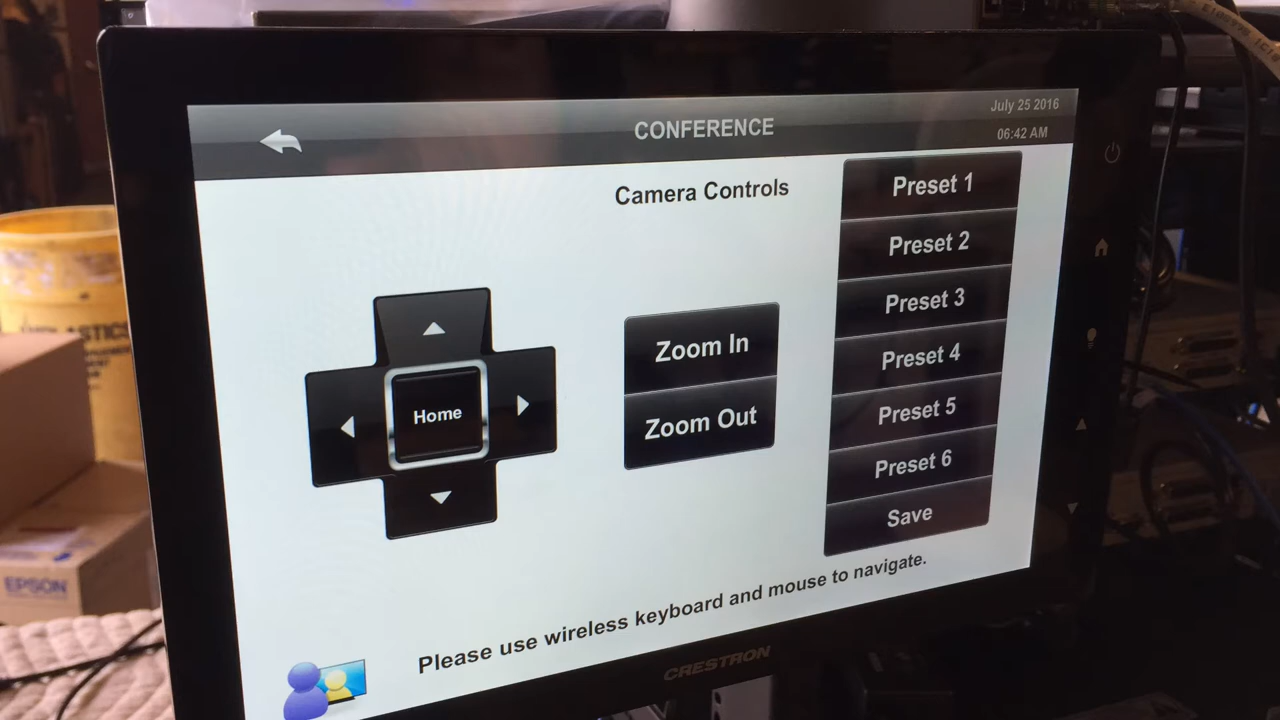 CONFERENCE
July 25 2016
06:42 AM
Camera Controls
Preset 1
Preset 2
Preset 3
Preset 4
Preset 5
Preset 6
Save
Zoom In
Zoom Out
Home
Please use wireless keyboard and mouse to navigate.
CRESTRON
EPSON